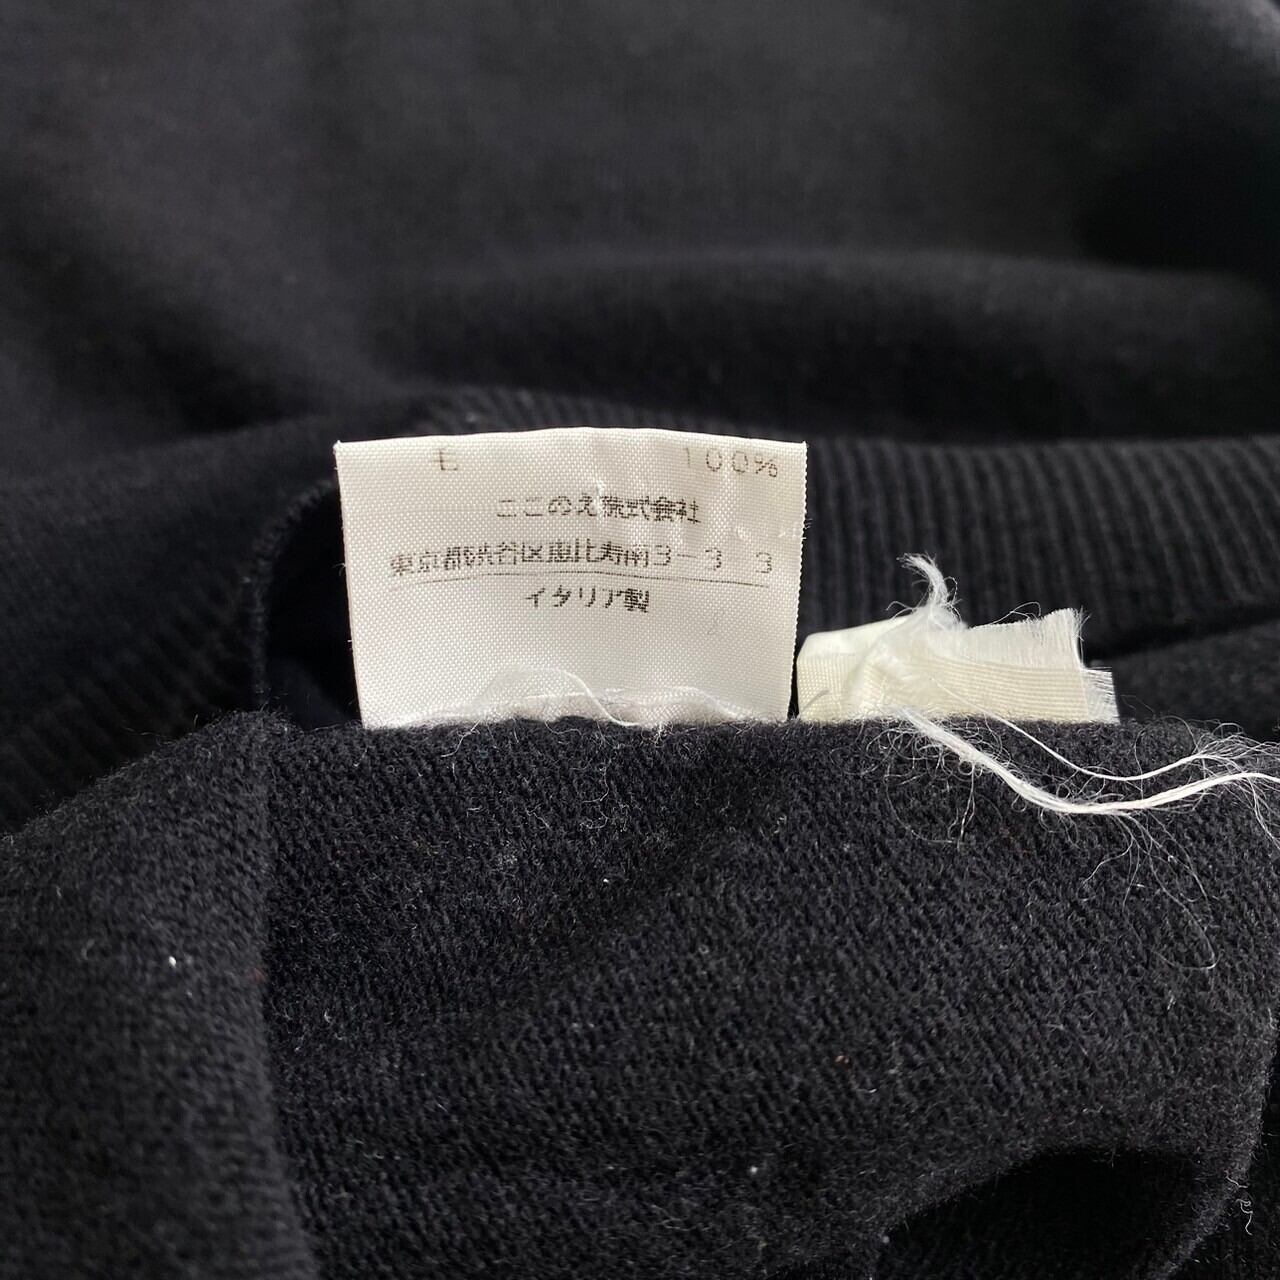 毛 100%
ここのえ株式会社
東京都渋谷区恵比寿南3-3 3
イタリア製